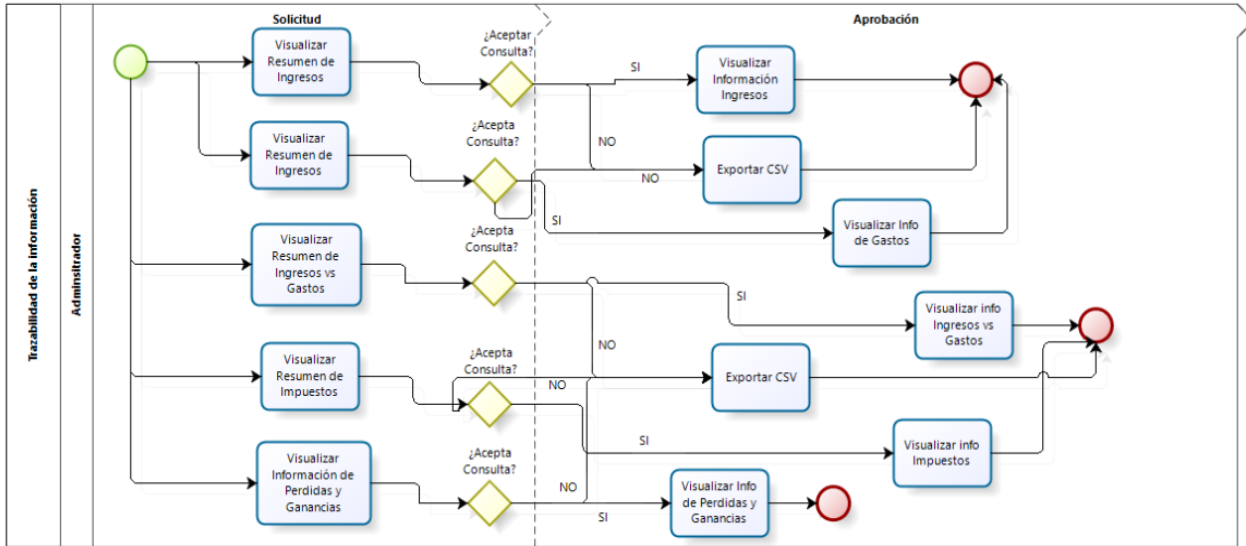 Solicitud
Aprobación
Trazabilidad de la información
Adminsitrador
Visualizar
Resumen de
Ingresos
¿Aceptar
Consulta?
SI
Visualizar
Información
Ingresos
Visualizar
Resumen de
Ingresos
¿Acepta
Consulta?
NO
NO
Exportar CSV
SI
Visualizar Info
de Gastos
Visualizar
Resumen de
Ingresos vs
Gastos
¿Acepta
Consulta?
SI
Visualizar info
Ingresos vs
Gastos
Visualizar
Resumen de
Impuestos
¿Acepta
Consulta?
NO
NO
Exportar CSV
SI
Visualizar info
Impuestos
Visualizar
Información de
Perdidas y
Ganancias
¿Acepta
Consulta?
NO
SI
Visualizar Info
de Perdidas y
Ganancias